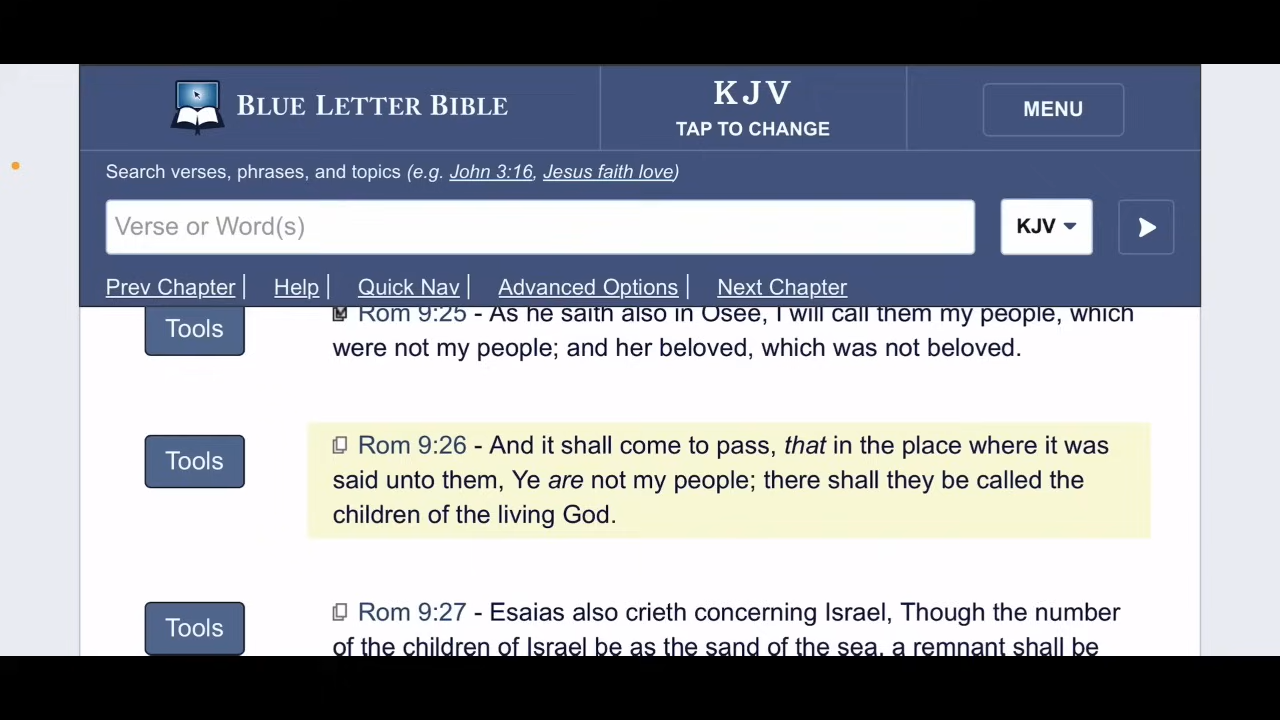 BLUE LETTER BIBLE
KJV
TAP TO CHANGE
MENU
Search verses, phrases, and topics (e.g. John 3:16, Jesus faith love)
Verse or Word(s)
KJV
Prev Chapter | Help | Quick Nav | Advanced Options | Next Chapter
Tools
Rom 9:25 - As he saith also in Osee, I will call them my people, which
were not my people; and her beloved, which was not beloved.
Tools
Rom 9:26 - And it shall come to pass, that in the place where it was
said unto them, Ye are not my people; there shall they be called the
children of the living God.
Tools
Rom 9:27 - Esaias also crieth concerning Israel, Though the number
of the children of Israel be as the sand of the sea, a remnant shall be